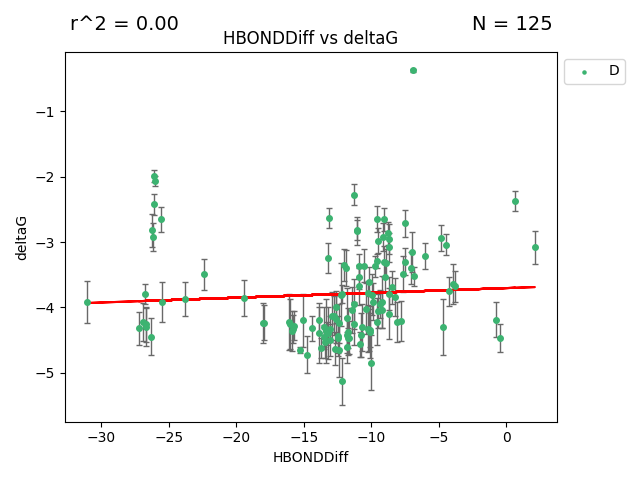 r^2 = 0.00
N = 125
HBONDDiff vs deltaG
D
−1
−2
−3
−4
−5
deltaG
−30
−25
−20
−15
−10
−5
0
HBONDDiff